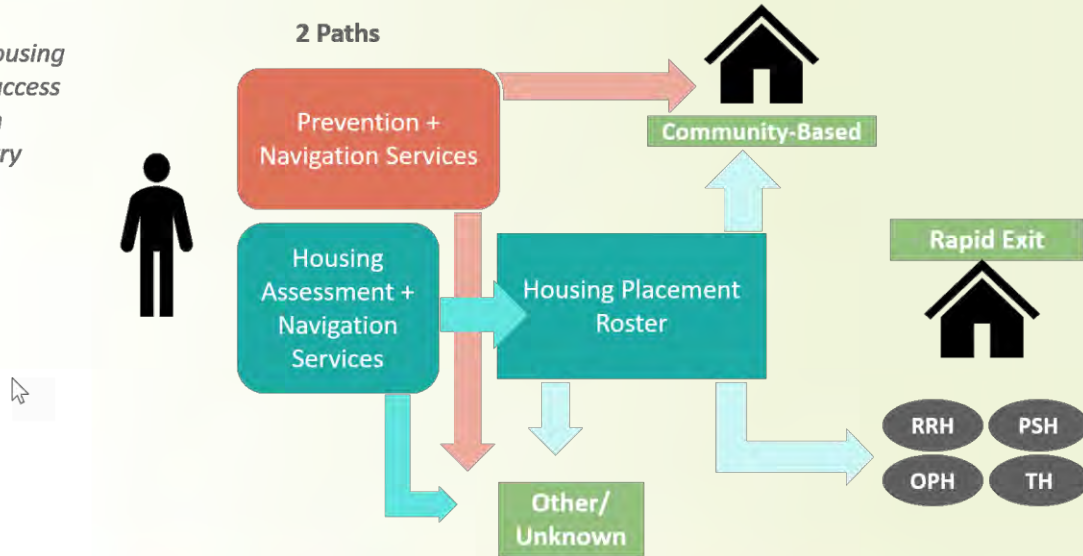 ousing
access
ry
2 Paths
Prevention +
Navigation Services
Community-Based
Housing
Assessment +
Navigation
Services
Housing Placement
Roster
Rapid Exit
RRH
PSH
OPH
TH
Other/
Unknown